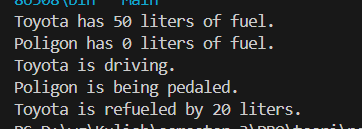 Toyota has 50 liters of fuel.
Poligon has 0 liters of fuel.
Toyota is driving.
Poligon is being pedaled.
Toyota is refueled by 20 liters.